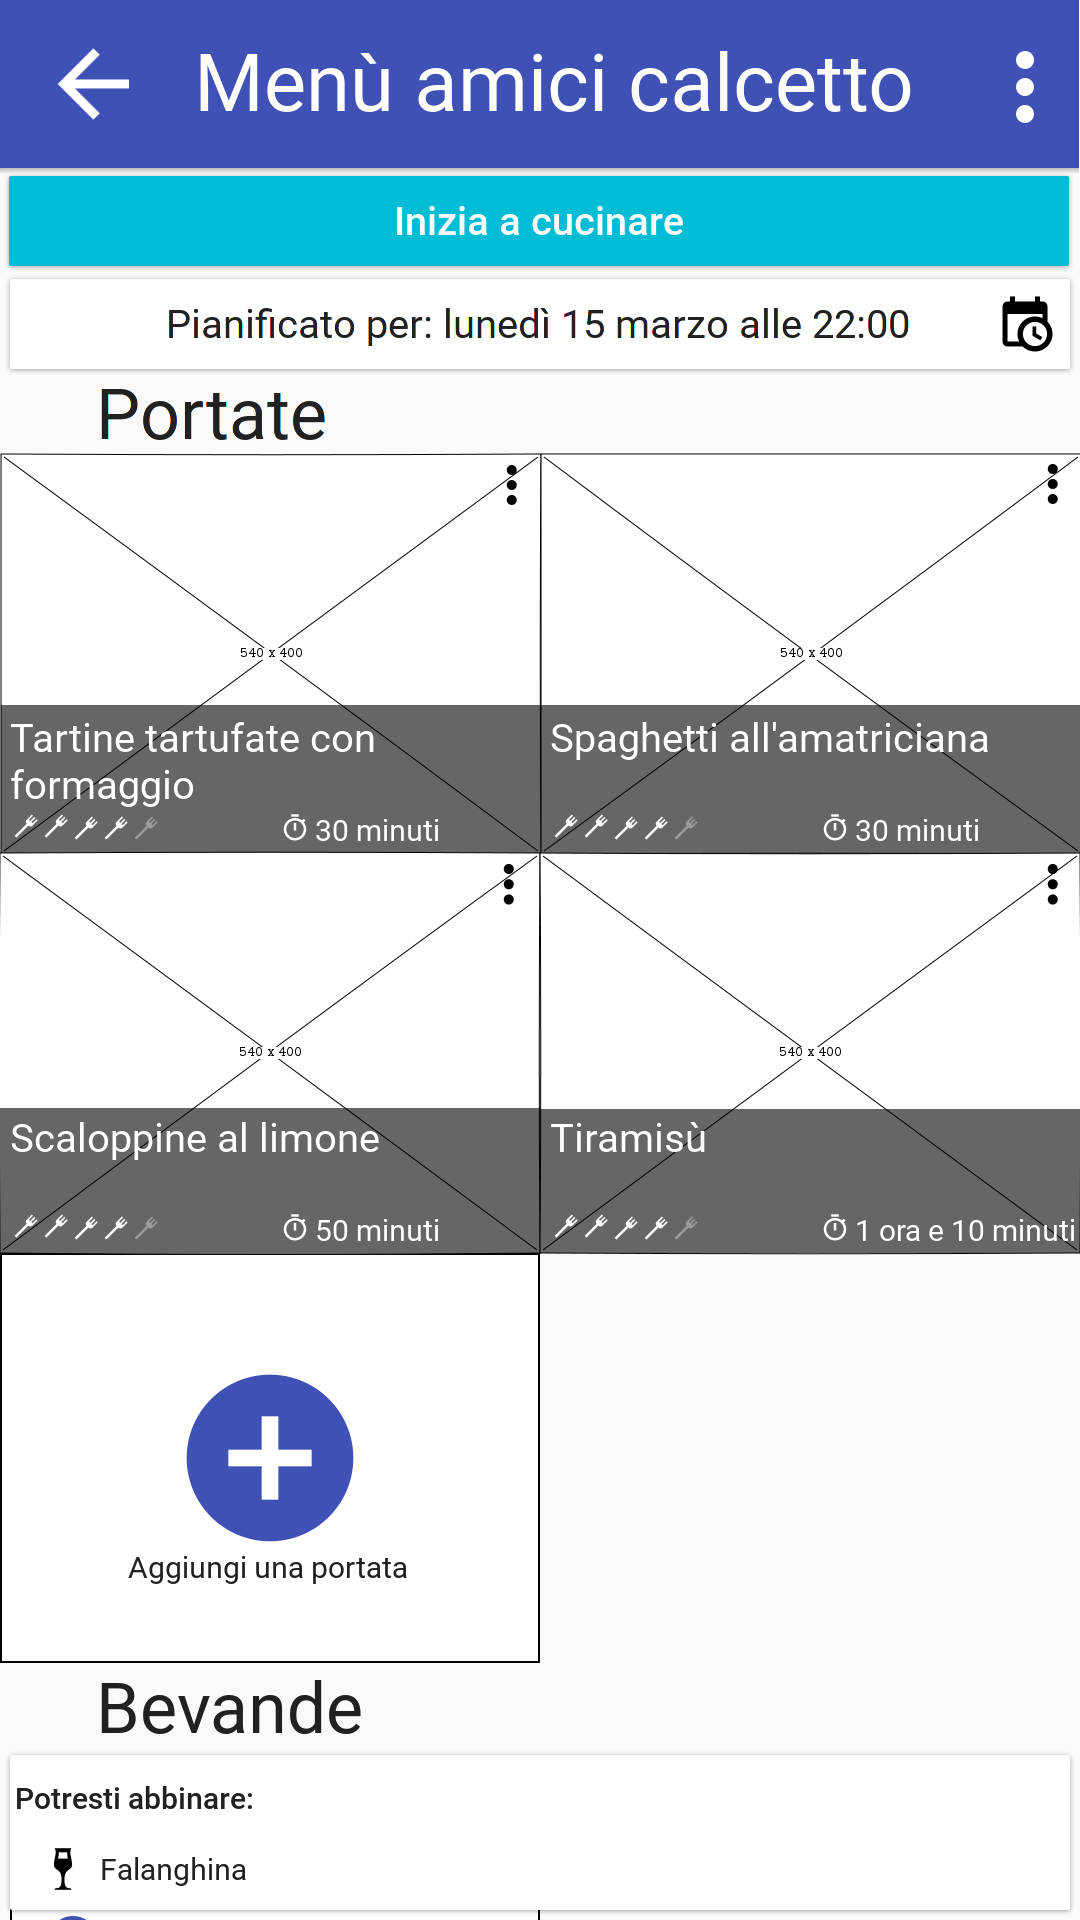 Menù amici calcetto
Inizia a cucinare
Pianificato per: lunedì 15 marzo alle 22:00
Portate
540 x 400
540 x 400
Tartine tartufate con
formaggio
30 minuti
Spaghetti all'amatriciana
30 minuti
540 x 400
540 x 400
Scaloppine al limone
50 minuti
Tiramisù
1 ora e 10 minuti
Aggiungi una portata
Bevande
Potresti abbinare:
Falanghina